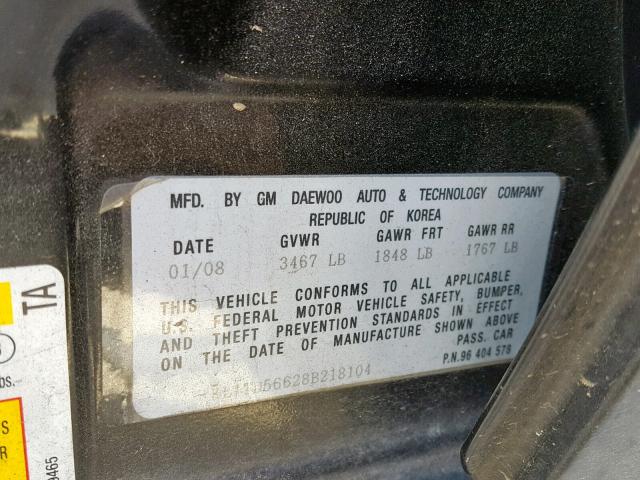 MFD. BY GM DAEWOO AUTO & TECHNOLOGY COMPANY
REPUBLIC OF KOREA
DATE GVWR GAWR FRT GAWR RR
01/08 3467 LB 1848 LB 1767 LB
THIS VEHICLE CONFORMS TO ALL APPLICABLE
U.S. FEDERAL MOTOR VEHICLE SAFETY, BUMPER,
AND THEFT PREVENTION STANDARDS IN EFFECT
ON THE DATE OF MANUFACTURE SHOWN ABOVE
PASS. CAR
P.N.96 404 578
TA
lbs.
S
R
9465